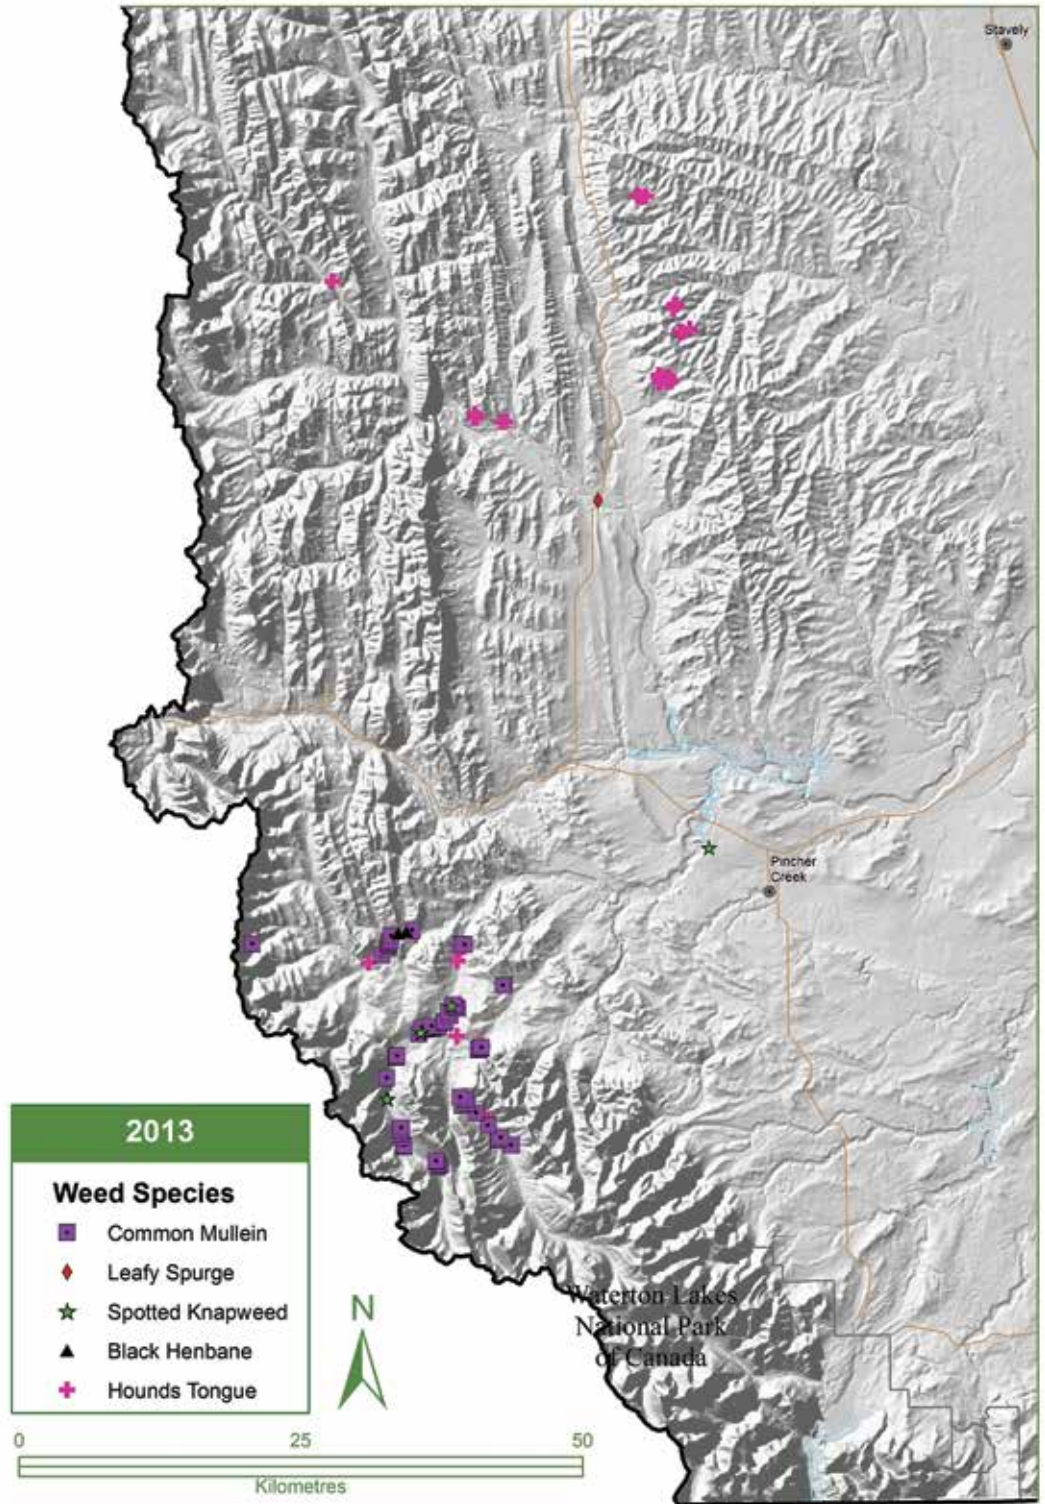 Stavely
Pincher
Creek
2013
Weed Species
Common Mullein
Leafy Spurge
Spotted Knapweed
Black Henbane
Hounds Tongue
N
Waterton Lakes
National Park
of Canada
0 25 50
Kilometres